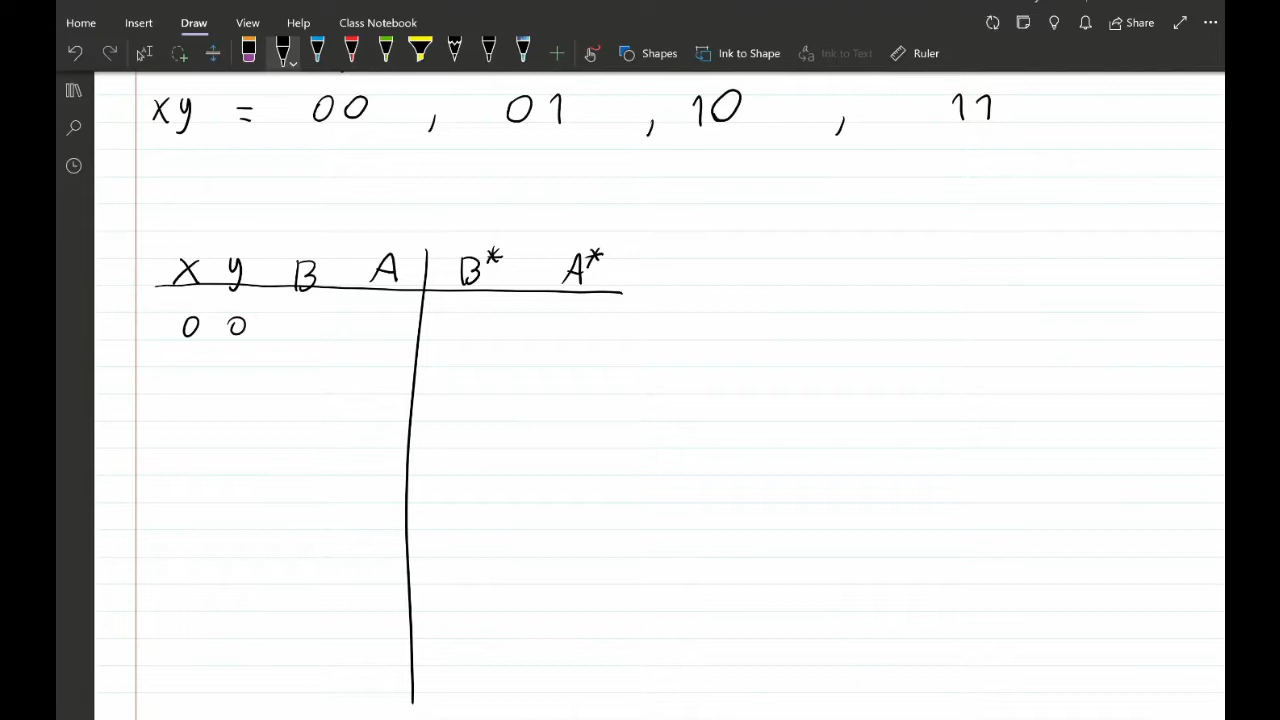 Home Insert Draw View Help Class Notebook Share
Shapes Ink to Shape Ink to Text Ruler
xy = 00 , 01 , 10 , 11
x y B A B* A*
0 0